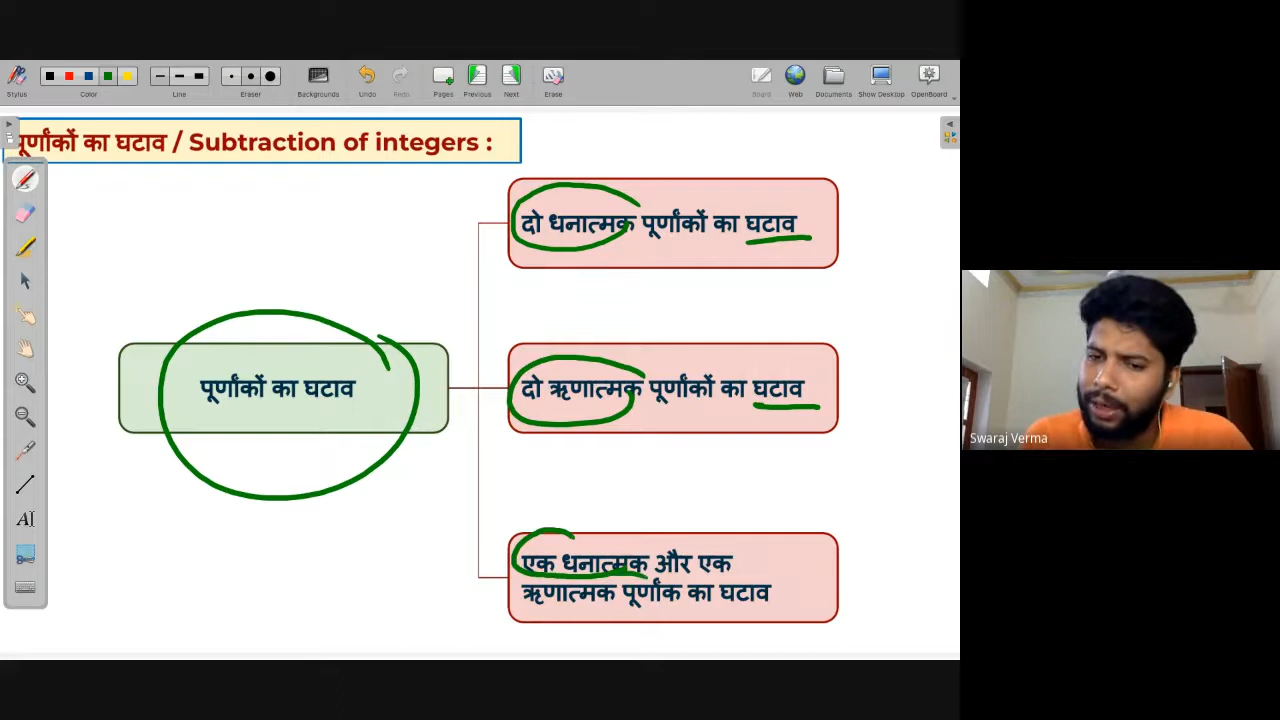 Stylus
Color
Line
Eraser
Backgrounds
Undo
Redo
Pages
Previous
Next
Erase
Board
Web
Documents
Show Desktop
OpenBoard
पूर्णांकों का घटाव / Subtraction of integers :
दो धनात्मक पूर्णांकों का घटाव
पूर्णांकों का घटाव
दो ऋणात्मक पूर्णांकों का घटाव
एक धनात्मक और एक
ऋणात्मक पूर्णांक का घटाव
AI
Swaraj Verma